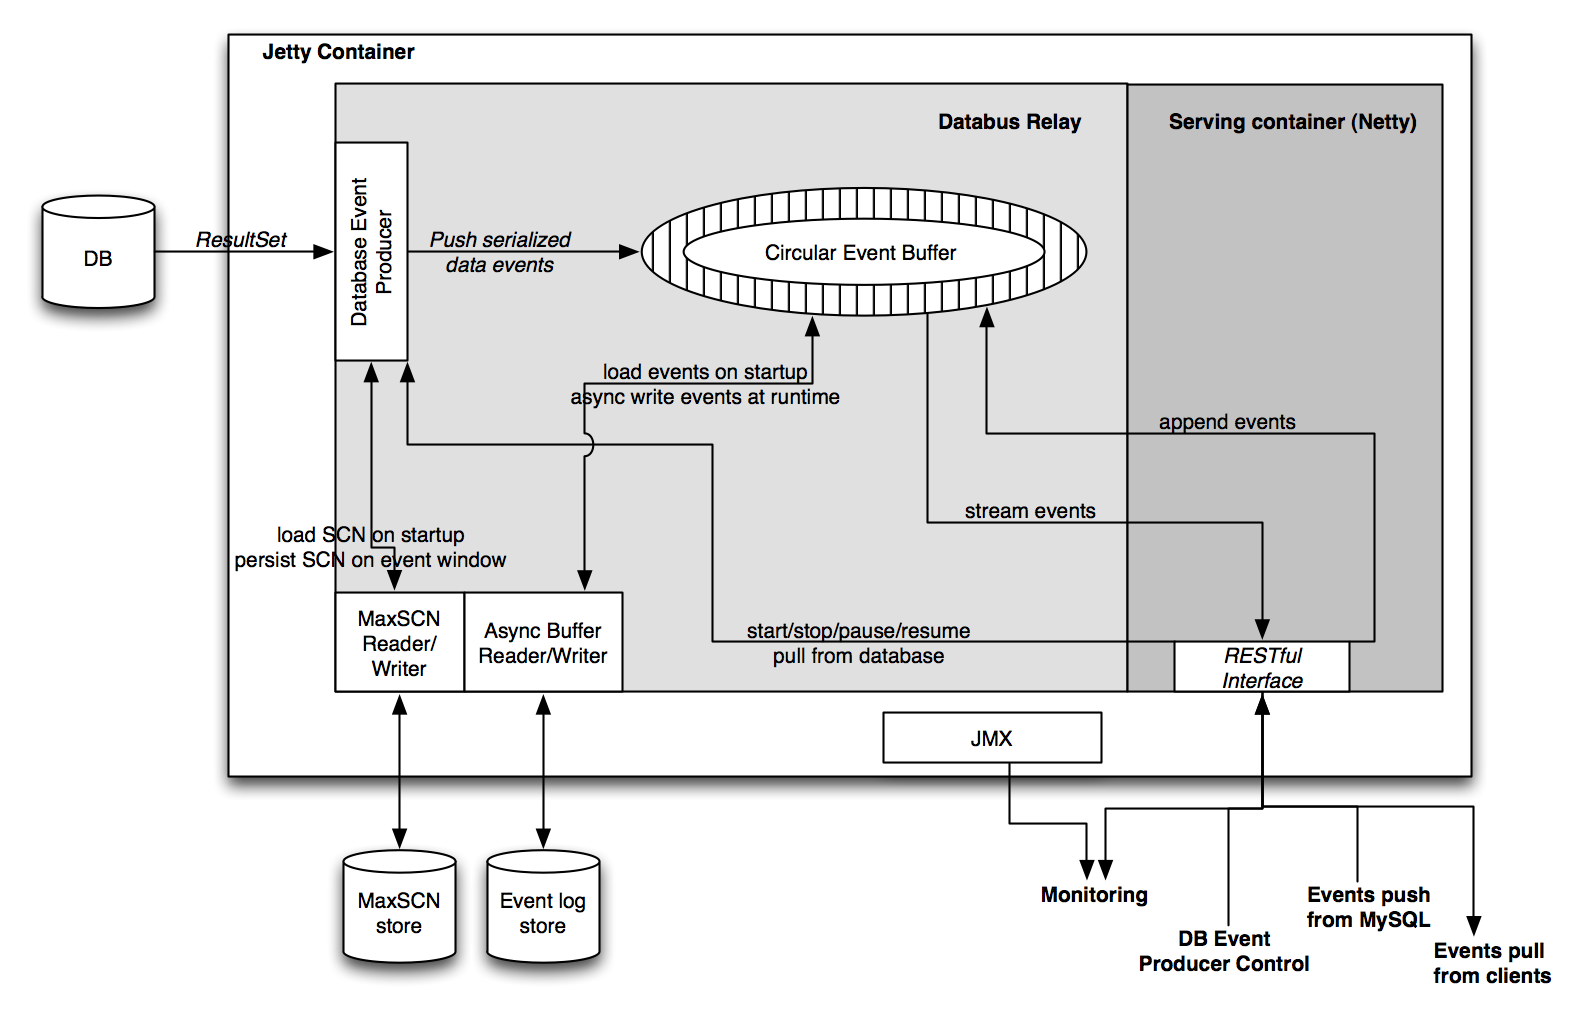 Jetty Container
Databus Relay
Serving container (Netty)
Database Event
Producer
DB
ResultSet
Push serialized
data events
Circular Event Buffer
load events on startup
async write events at runtime
append events
stream events
load SCN on startup
persist SCN on event window
MaxSCN
Reader/
Writer
Async Buffer
Reader/Writer
start/stop/pause/resume
pull from database
RESTful
Interface
JMX
MaxSCN
store
Event log
store
Monitoring
DB Event
Producer Control
Events push
from MySQL
Events pull
from clients